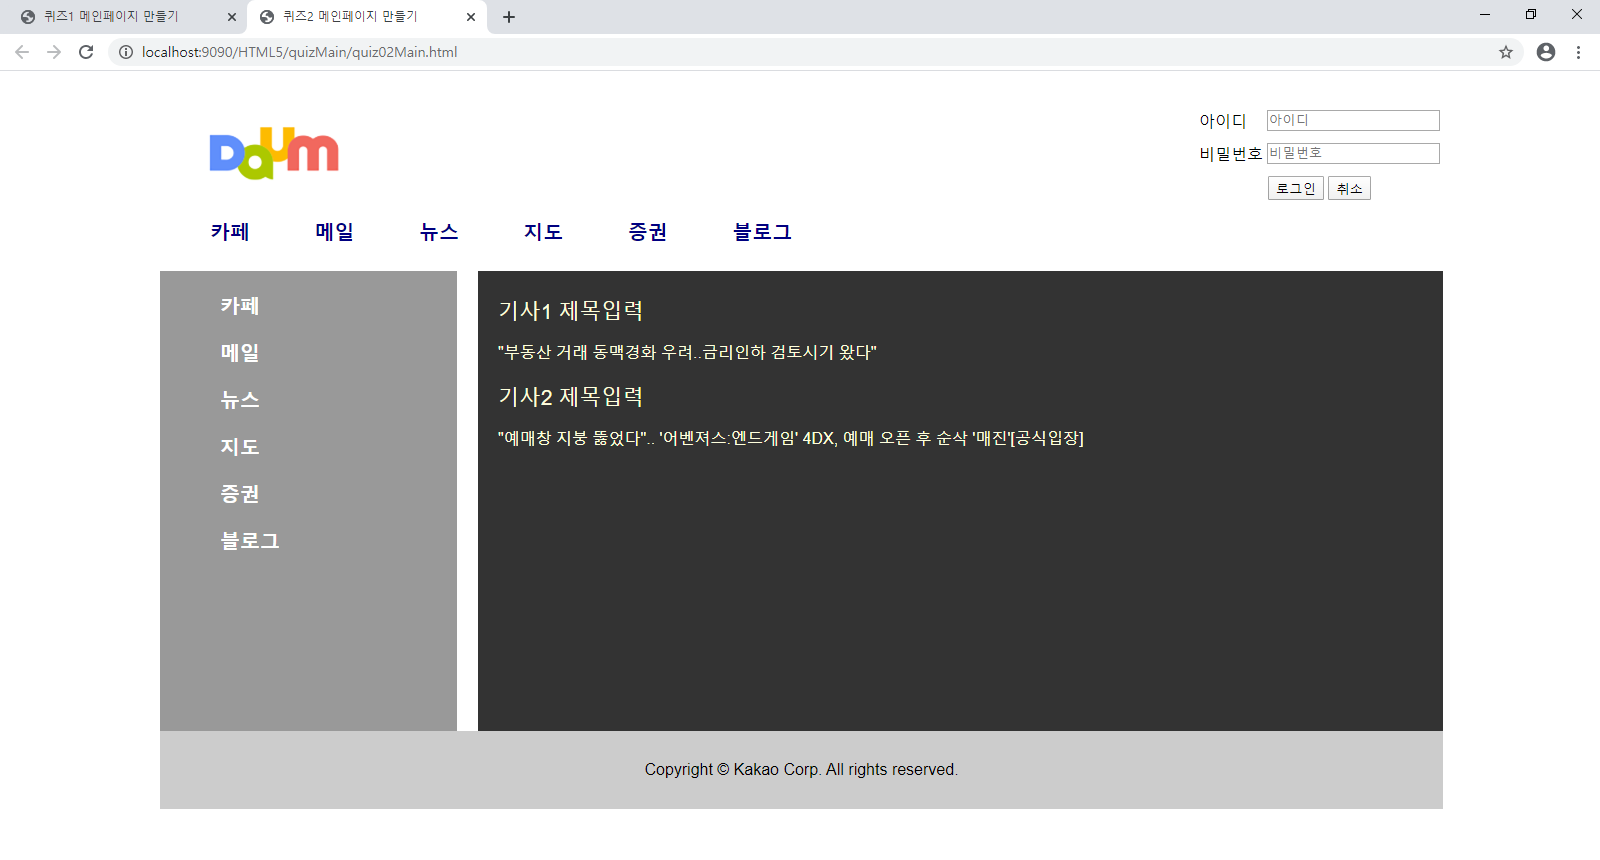 퀴즈1 메인페이지 만들기
퀴즈2 메인페이지 만들기
localhost:9090/HTML5/quizMain/quiz02Main.html
Daum
아이디 아이디
비밀번호 비밀번호
로그인 취소
카페 메일 뉴스 지도 증권 블로그
카페
메일
뉴스
지도
증권
블로그
기사1 제목입력
"부동산 거래 동맥경화 우려..금리인하 검토시기 왔다"
기사2 제목입력
"예매창 지붕 뚫었다".. '어벤져스:엔드게임' 4DX, 예매 오픈 후 순삭 '매진'[공식입장]
Copyright © Kakao Corp. All rights reserved.